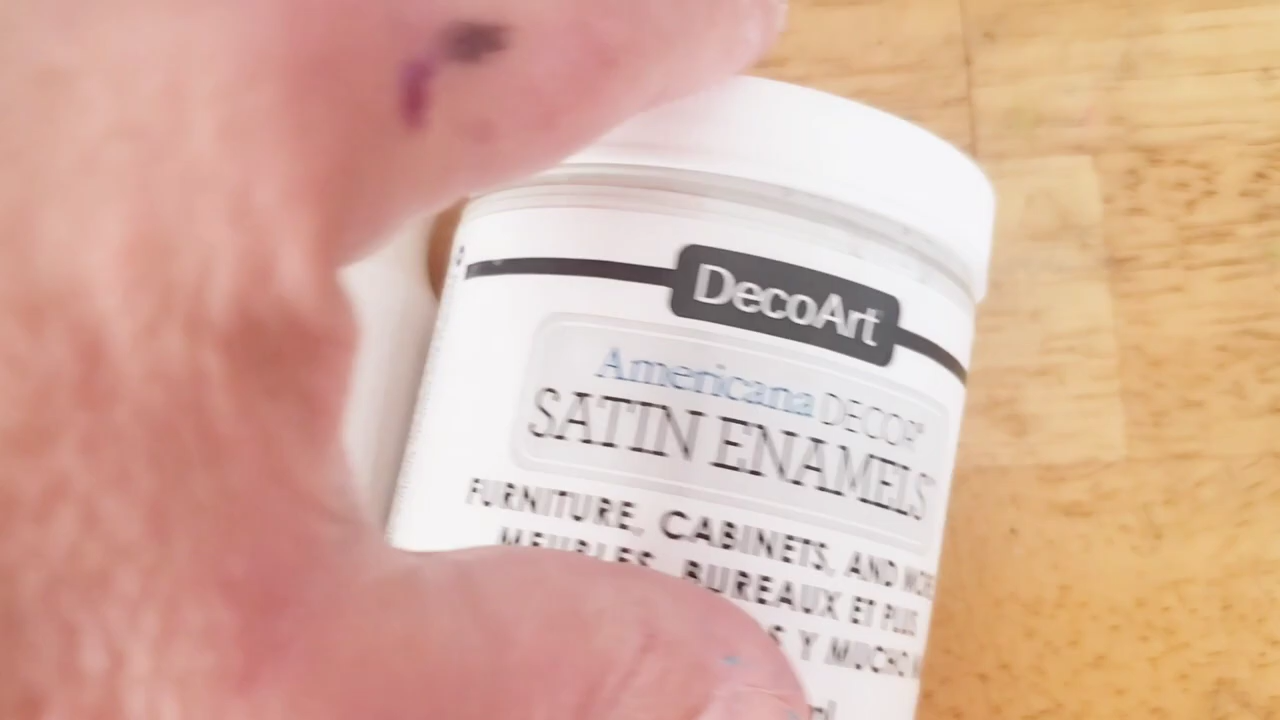 DecoArt
Americana DECOR
SATIN ENAMELS
FURNITURE, CABINETS, AND MORE
MEUBLES, BUREAUX ET PLUS
Y MUCHO